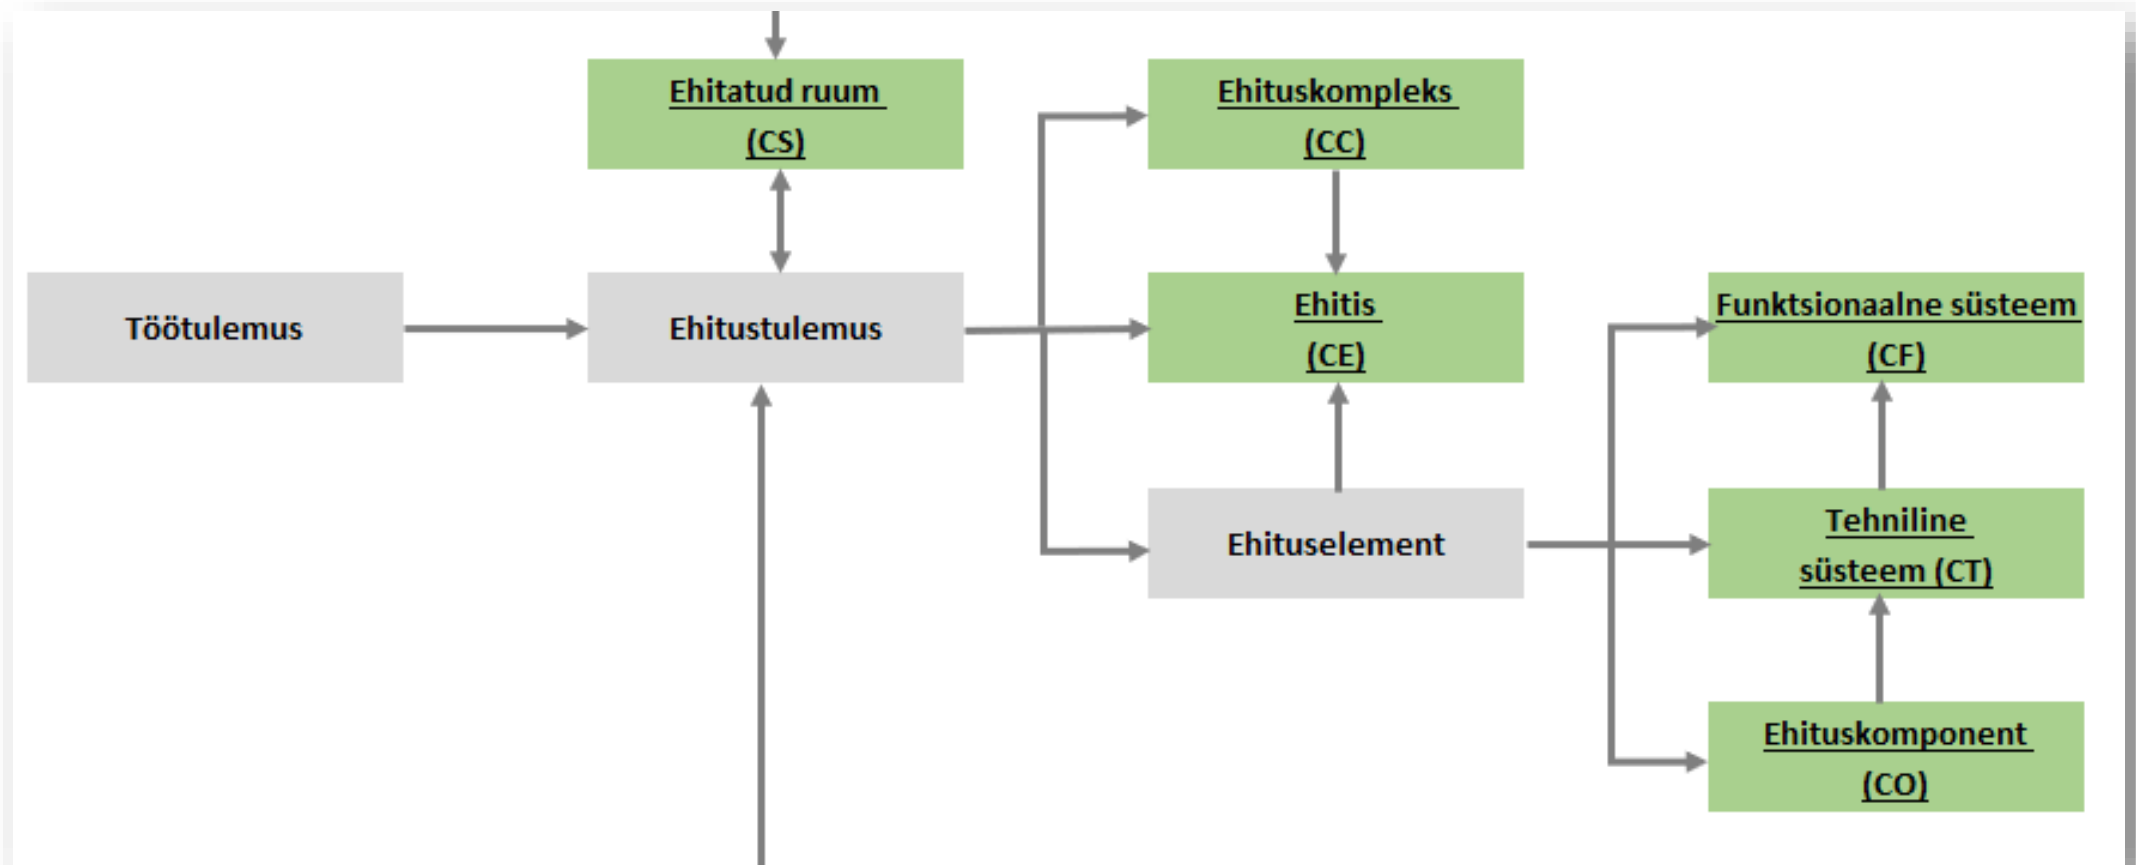 Ehitatud ruum
(CS)
Ehituskompleks
(CC)
Töötulemus
Ehitustulemus
Ehitis
(CE)
Funktsionaalne süsteem
(CF)
Ehituselement
Tehniline
süsteem (CT)
Ehituskomponent
(CO)